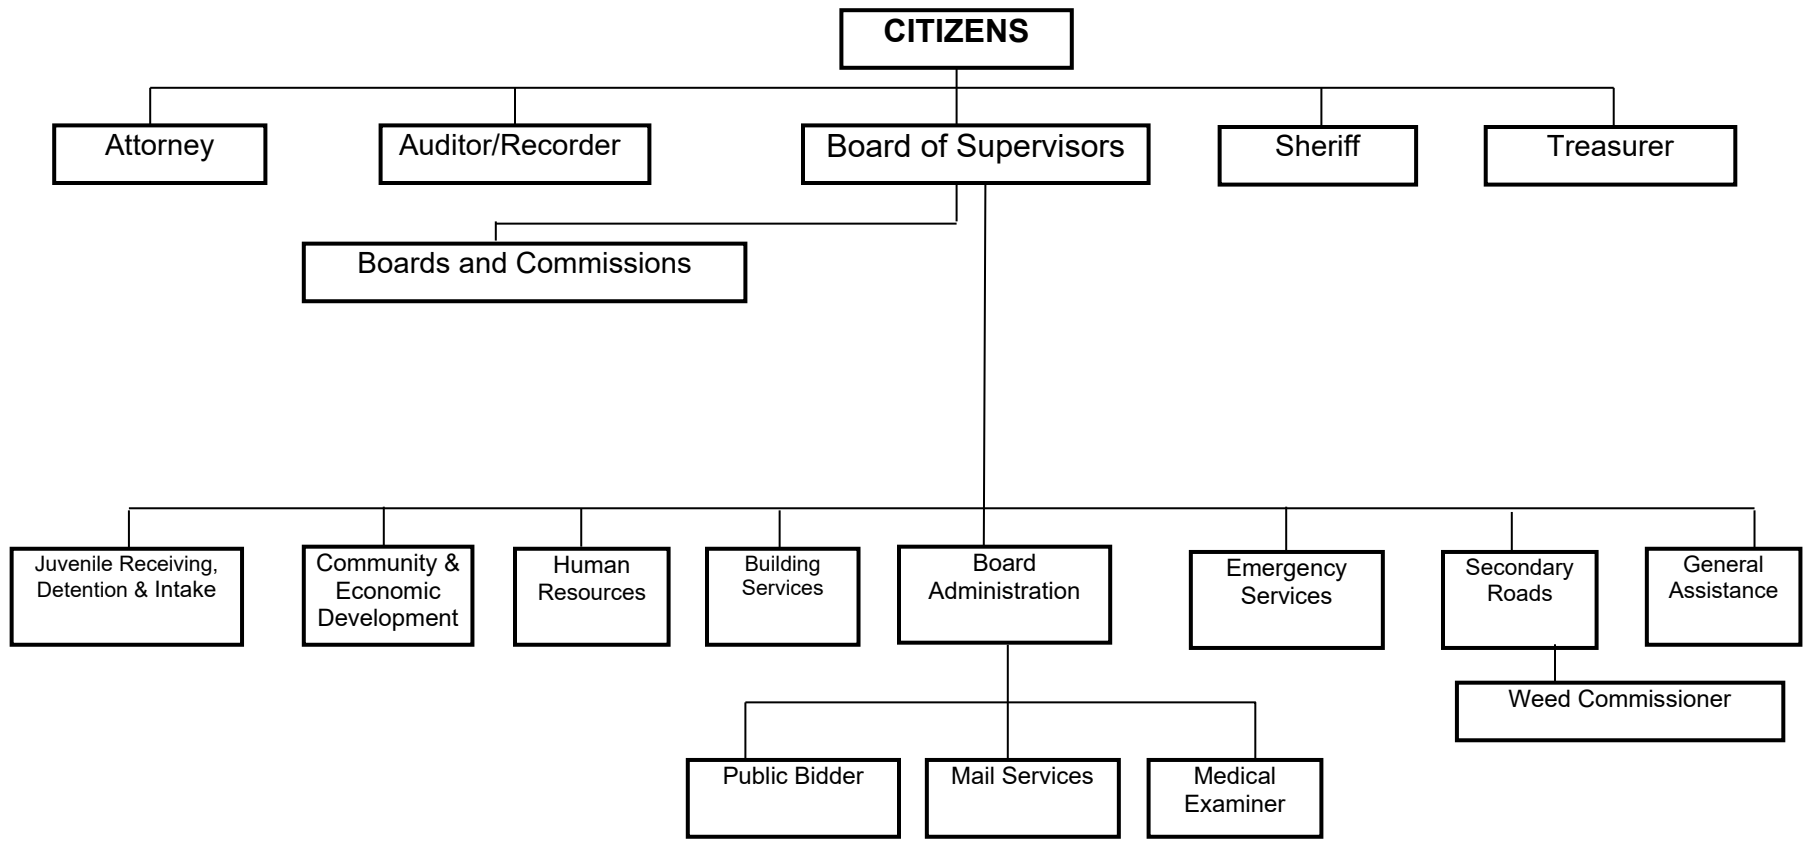 CITIZENS
Attorney
Auditor/Recorder
Board of Supervisors
Sheriff
Treasurer
Boards and Commissions
Juvenile Receiving,
Detention & Intake
Community &
Economic
Development
Human
Resources
Building
Services
Board
Administration
Emergency
Services
Secondary
Roads
General
Assistance
Weed Commissioner
Public Bidder
Mail Services
Medical
Examiner